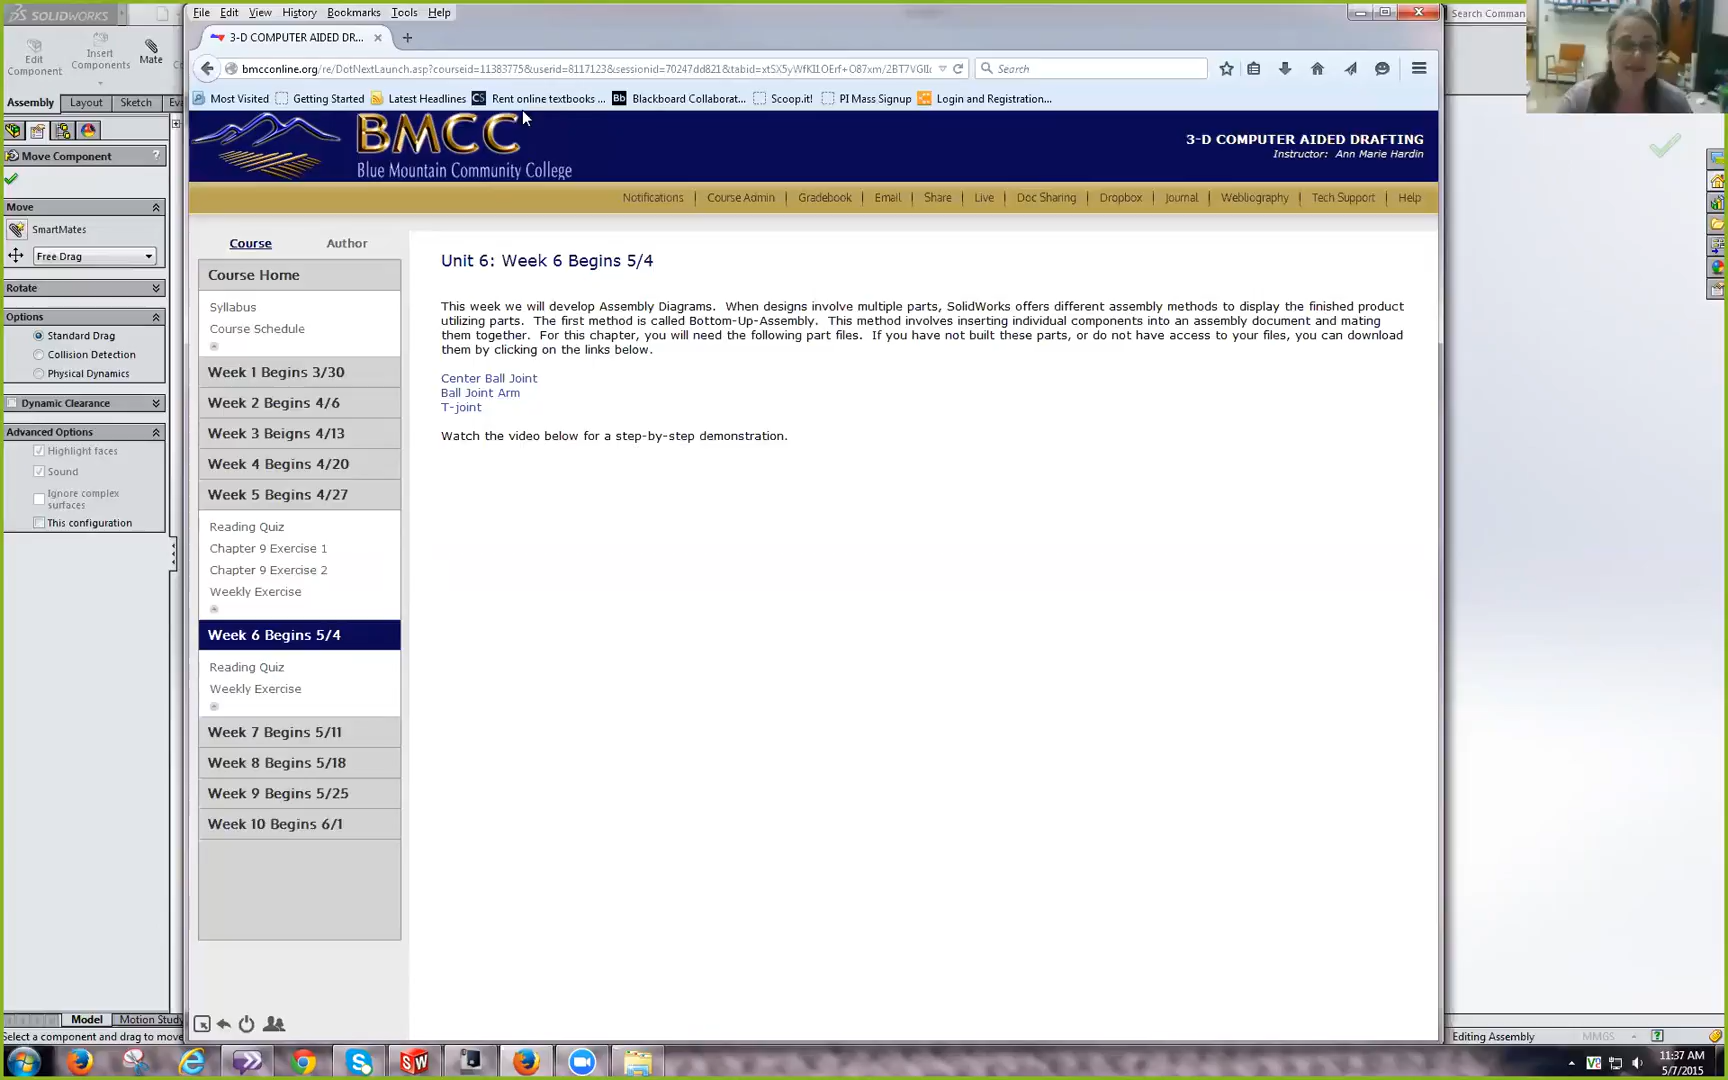 SOLIDWORKS
File Edit View History Bookmarks Tools Help
Search Comman
3-D COMPUTER AIDED DR...
Edit Component
Insert Components
Mate
bmcconline.org/re/DotNextLaunch.asp?courseid=11383775&userid=8117123&sessionid=70247dd821&tabid=
Search
Most Visited Getting Started Latest Headlines Rent online textbooks ... Blackboard Collaborat... Scoop.it! PI Mass Signup Login and Registration...
Assembly Layout Sketch
BMCC
Blue Mountain Community College
3-D COMPUTER AIDED DRAFTING
Instructor: Ann Marie Hardin
Notifications Course Admin Gradebook Email Share Live Doc Sharing Dropbox Journal Webliography Tech Support Help
Move Component ?
Move
SmartMates
Free Drag
Rotate
Options
Standard Drag
Collision Detection
Physical Dynamics
Dynamic Clearance
Advanced Options
Highlight faces
Sound
Ignore complex
surfaces
This configuration
Course Author
Course Home
Syllabus
Course Schedule
Week 1 Begins 3/30
Week 2 Begins 4/6
Week 3 Beigns 4/13
Week 4 Begins 4/20
Week 5 Begins 4/27
Reading Quiz
Chapter 9 Exercise 1
Chapter 9 Exercise 2
Weekly Exercise
Week 6 Begins 5/4
Reading Quiz
Weekly Exercise
Week 7 Begins 5/11
Week 8 Begins 5/18
Week 9 Begins 5/25
Week 10 Begins 6/1
Unit 6: Week 6 Begins 5/4
This week we will develop Assembly Diagrams. When designs involve multiple parts, SolidWorks offers different assembly methods to display the finished product
utilizing parts. The first method is called Bottom-Up-Assembly. This method involves inserting individual components into an assembly document and mating
them together. For this chapter, you will need the following part files. If you have not built these parts, or do not have access to your files, you can download
them by clicking on the links below.
Center Ball Joint
Ball Joint Arm
T-joint
Watch the video below for a step-by-step demonstration.
Model Motion Study
Select a component and drag to move
Editing Assembly MMGS
11:37 AM
5/7/2015